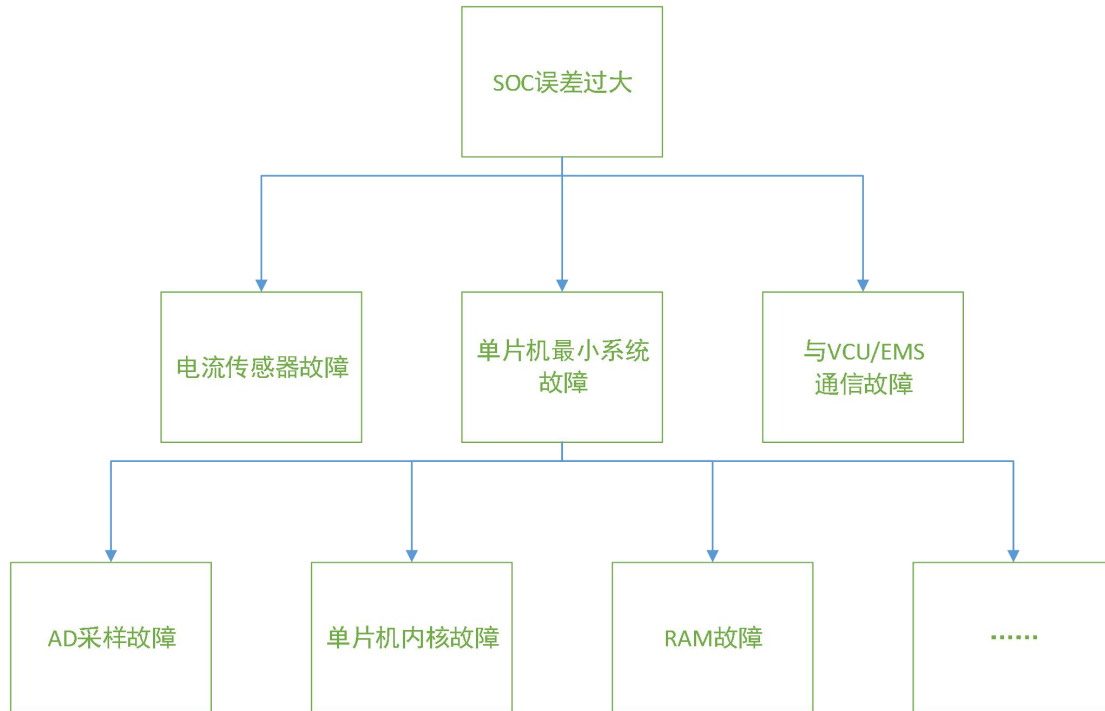 SOC误差过大
电流传感器故障
单片机最小系统
故障
与VCU/EMS
通信故障
AD采样故障
单片机内核故障
RAM故障
……